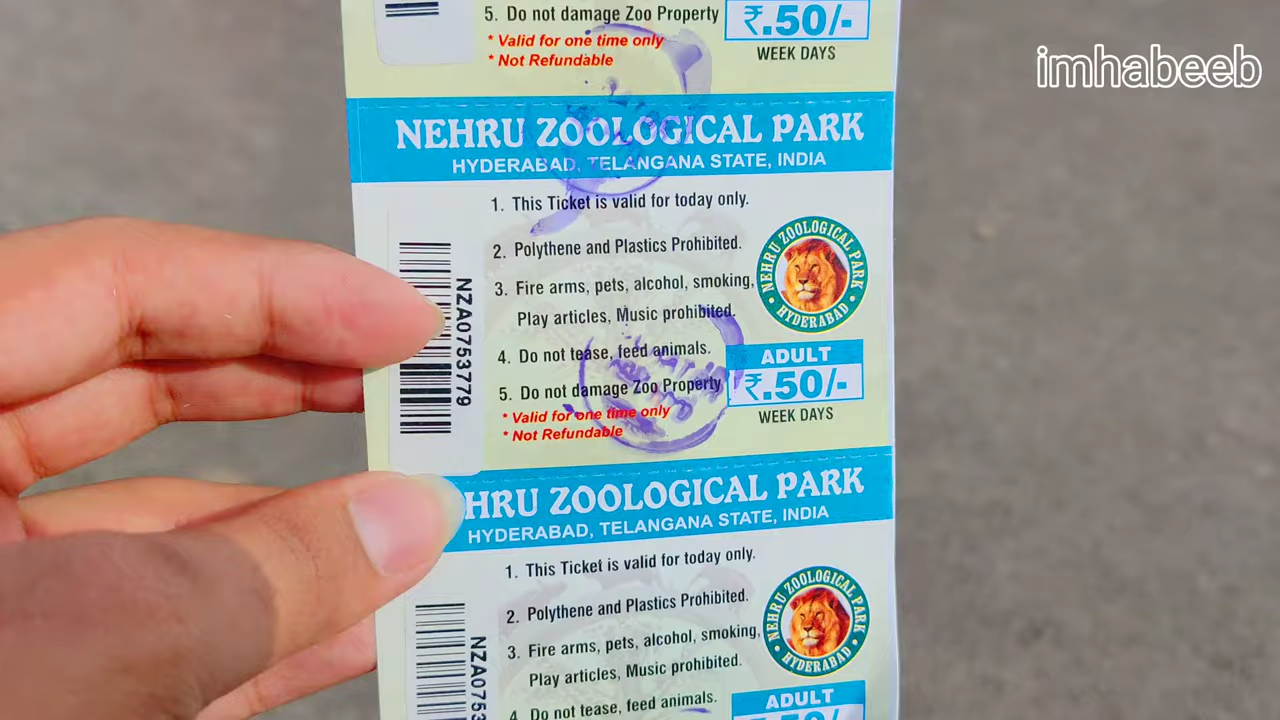 5. Do not damage Zoo Property
* Valid for one time only
* Not Refundable
₹.50/-
WEEK DAYS
imhabeeb
NEHRU ZOOLOGICAL PARK
HYDERABAD, TELANGANA STATE, INDIA
1. This Ticket is valid for today only.
2. Polythene and Plastics Prohibited.
3. Fire arms, pets, alcohol, smoking,
Play articles, Music prohibited.
4. Do not tease, feed animals.
5. Do not damage Zoo Property
* Valid for one time only
* Not Refundable
NZA0753779
NEHRU ZOOLOGICAL PARK
• HYDERABAD •
ADULT
₹.50/-
WEEK DAYS
HRU ZOOLOGICAL PARK
HYDERABAD, TELANGANA STATE, INDIA
1. This Ticket is valid for today only.
2. Polythene and Plastics Prohibited.
3. Fire arms, pets, alcohol, smoking,
Play articles, Music prohibited.
4. Do not tease, feed animals.
NZA0753
NEHRU ZOOLOGICAL PARK
• HYDERABAD •
ADULT